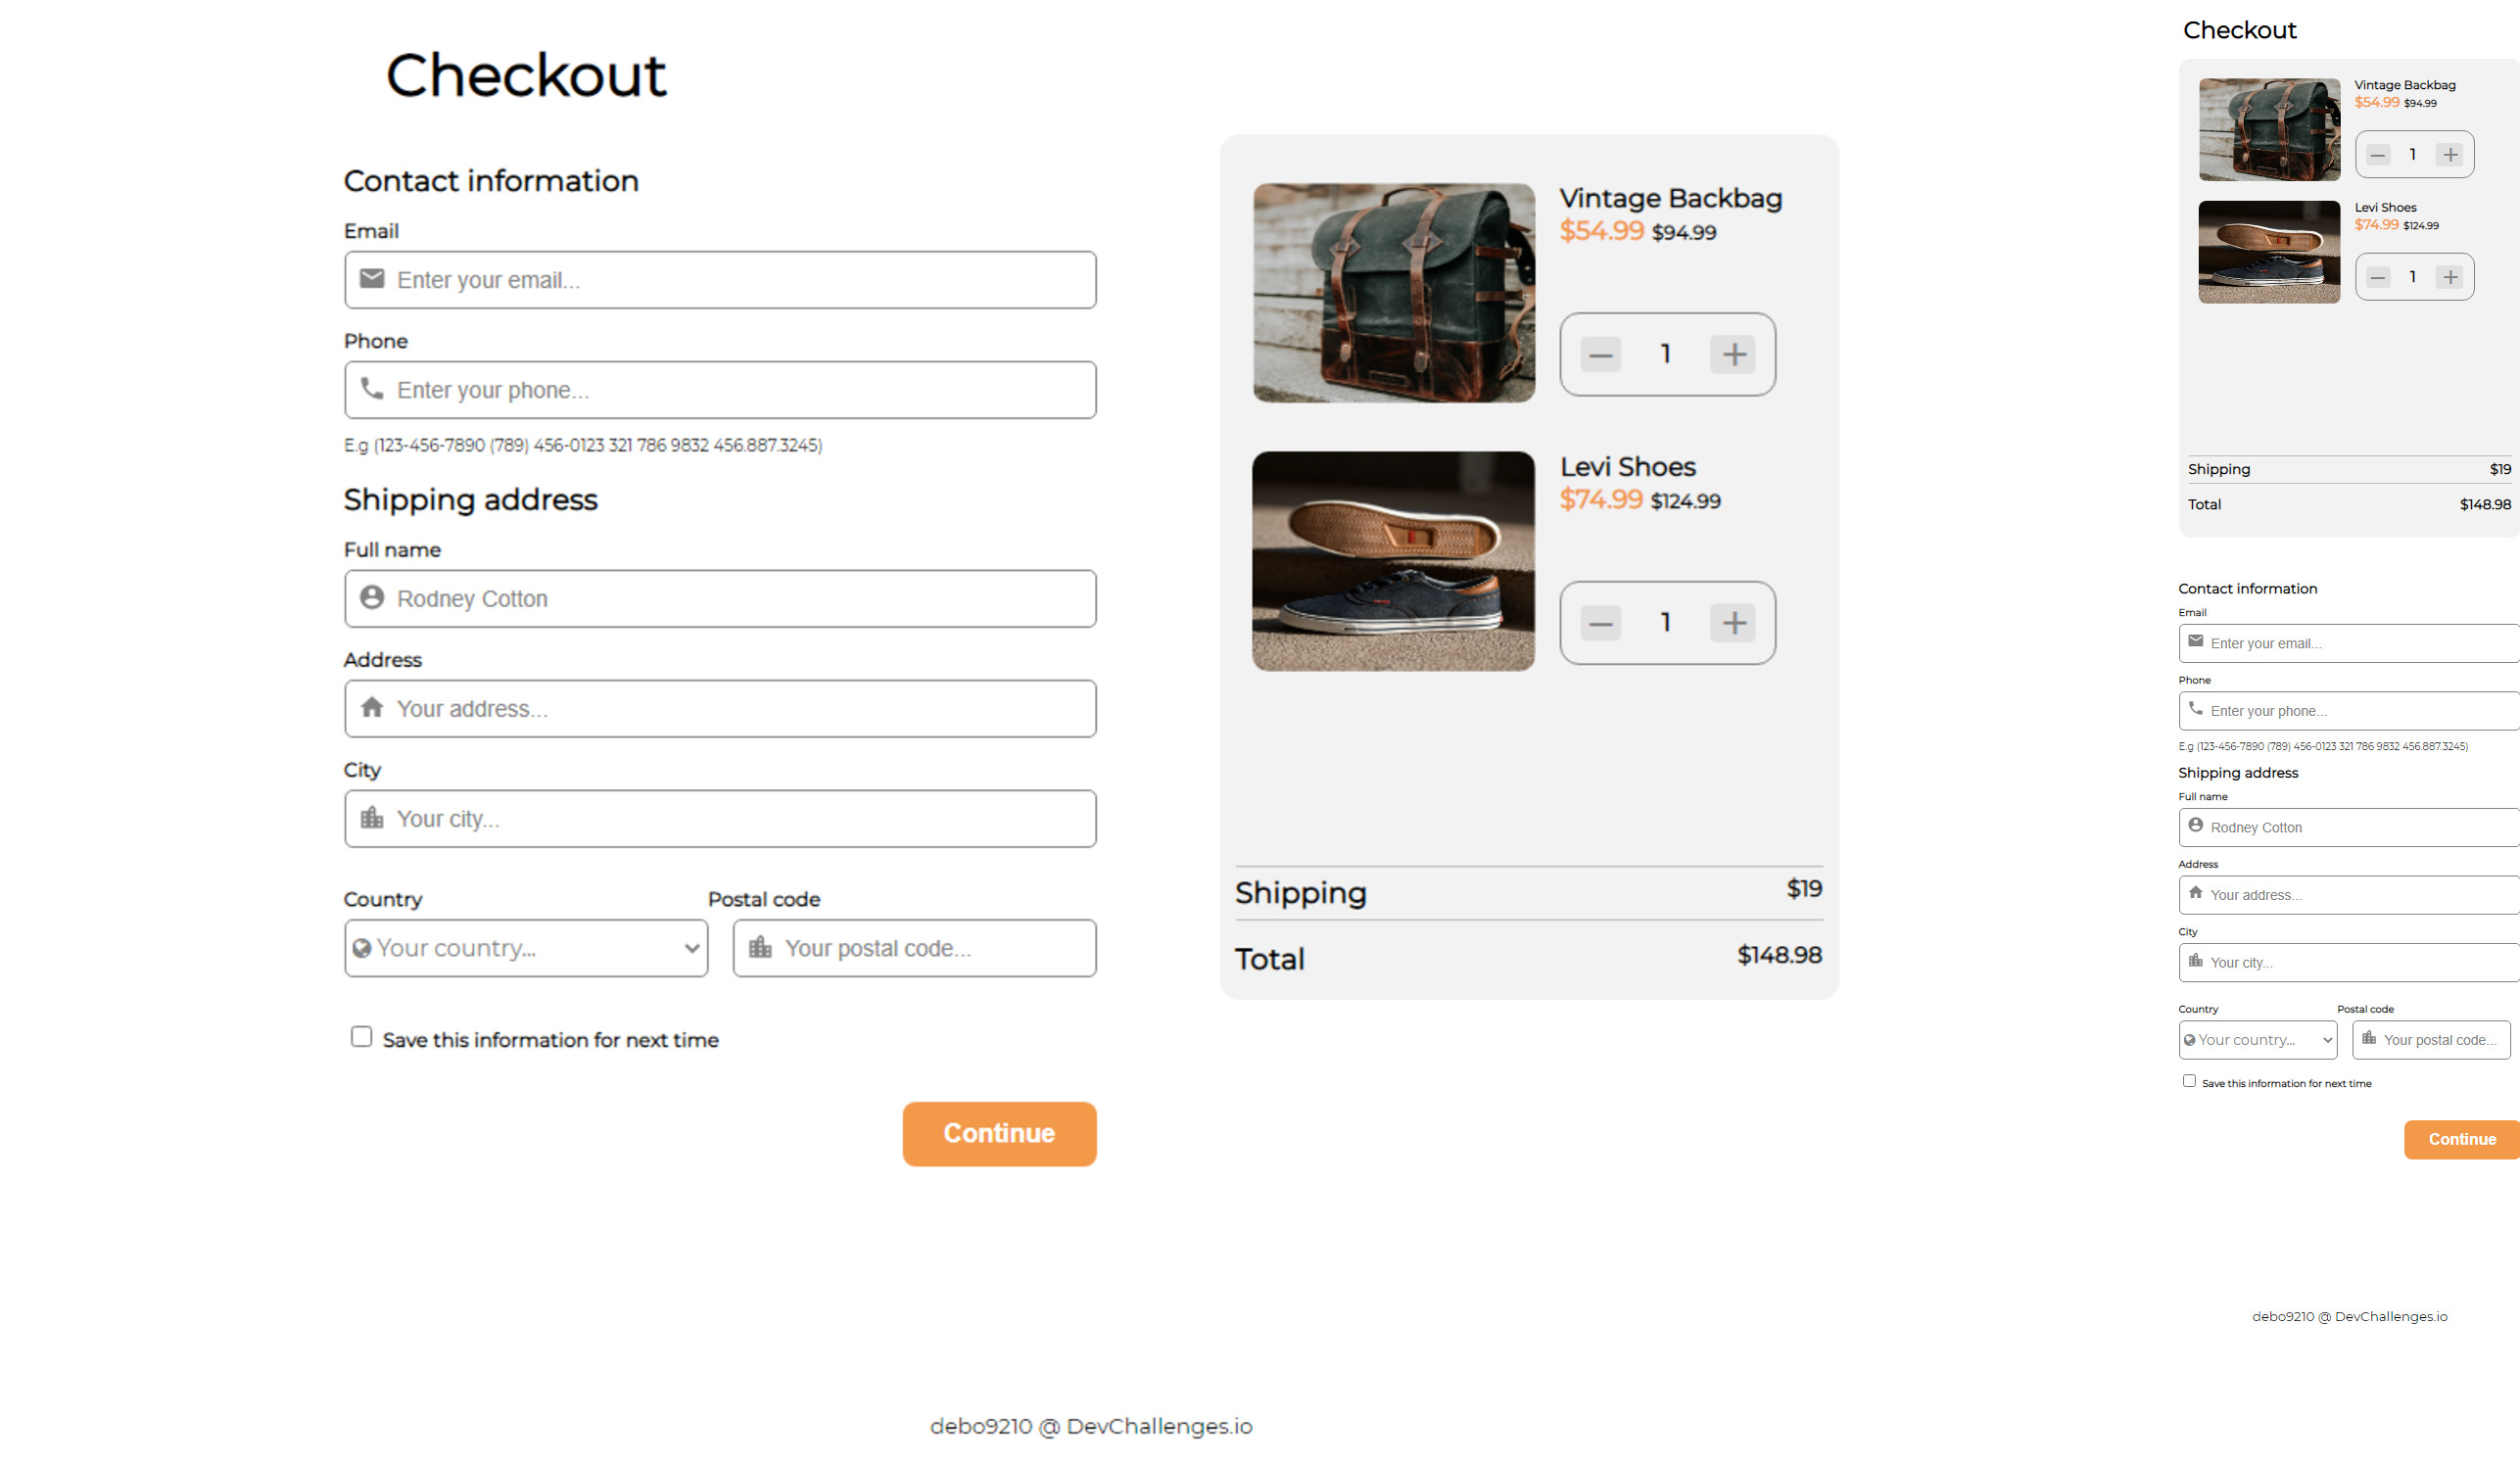 Checkout
Contact information
Email
Enter your email...
Phone
Enter your phone...
E.g (123-456-7890 (789) 456-0123 321 786 9832 456.887.3245)
Shipping address
Full name
Rodney Cotton
Address
Your address...
City
Your city...
Country Postal code
Your country... Your postal code...
Save this information for next time
Continue
Vintage Backbag
$54.99 $94.99
1
Levi Shoes
$74.99 $124.99
1
Shipping $19
Total $148.98
debo9210 @ DevChallenges.io
Checkout
Vintage Backbag
$54.99 $94.99
1
Levi Shoes
$74.99 $124.99
1
Shipping $19
Total $148.98
Contact information
Email
Enter your email...
Phone
Enter your phone...
E.g (123-456-7890 (789) 456-0123 321 786 9832 456.887.3245)
Shipping address
Full name
Rodney Cotton
Address
Your address...
City
Your city...
Country Postal code
Your country... Your postal code...
Save this information for next time
Continue
debo9210 @ DevChallenges.io